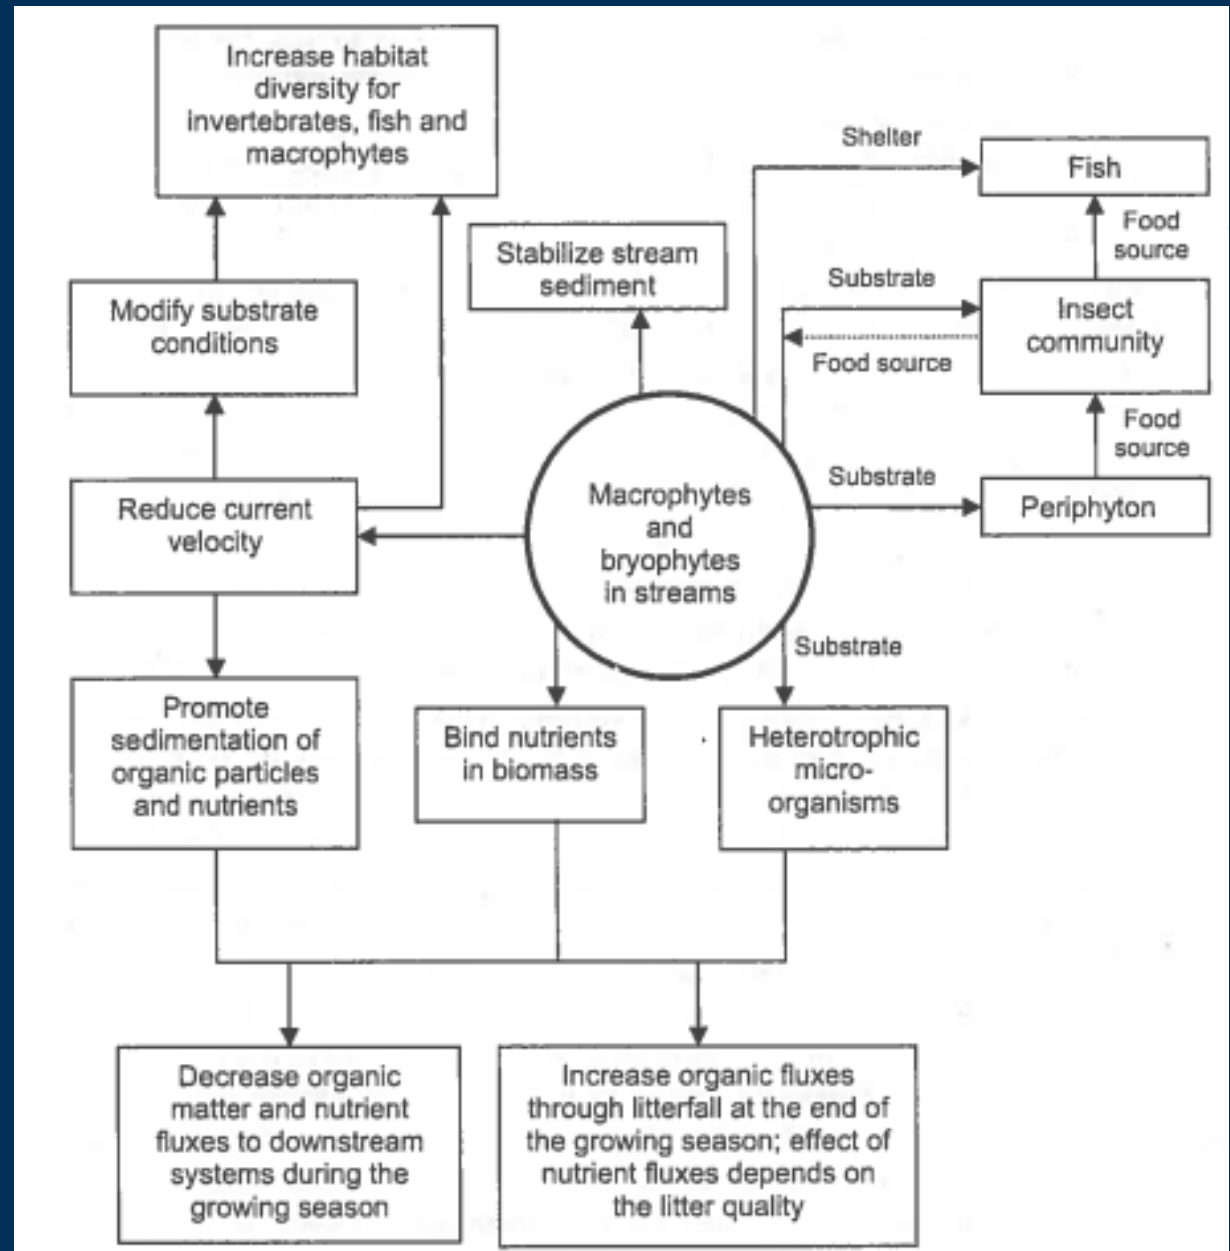 Increase habitat
diversity for
invertebrates, fish and
macrophytes
Shelter
Fish
Food
source
Stabilize stream
sediment
Substrate
Insect
community
Modify substrate
conditions
Food source
Food
source
Macrophytes
and
bryophytes
in streams
Substrate
Periphyton
Reduce current
velocity
Substrate
Promote
sedimentation of
organic particles
and nutrients
Bind nutrients
in biomass
Heterotrophic
micro-
organisms
Decrease organic
matter and nutrient
fluxes to downstream
systems during the
growing season
Increase organic fluxes
through litterfall at the end of
the growing season; effect of
nutrient fluxes depends on
the litter quality